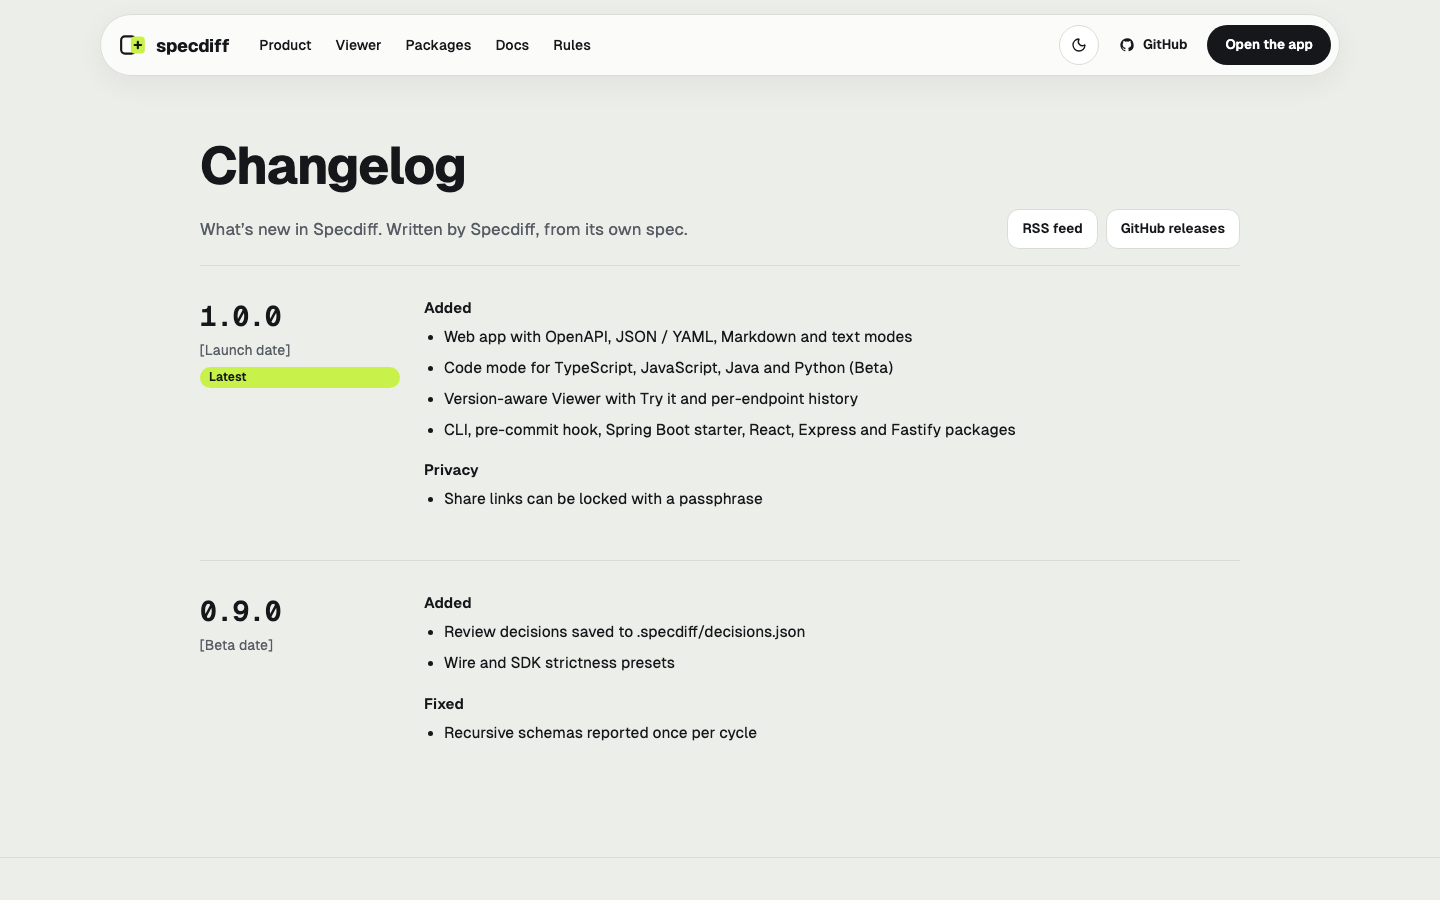 specdiff Product Viewer Packages Docs Rules GitHub Open the app
Changelog
What's new in Specdiff. Written by Specdiff, from its own spec. RSS feed GitHub releases
1.0.0
[Launch date]
Latest
Added
• Web app with OpenAPI, JSON / YAML, Markdown and text modes
• Code mode for TypeScript, JavaScript, Java and Python (Beta)
• Version-aware Viewer with Try it and per-endpoint history
• CLI, pre-commit hook, Spring Boot starter, React, Express and Fastify packages
Privacy
• Share links can be locked with a passphrase
0.9.0
[Beta date]
Added
• Review decisions saved to .specdiff/decisions.json
• Wire and SDK strictness presets
Fixed
• Recursive schemas reported once per cycle